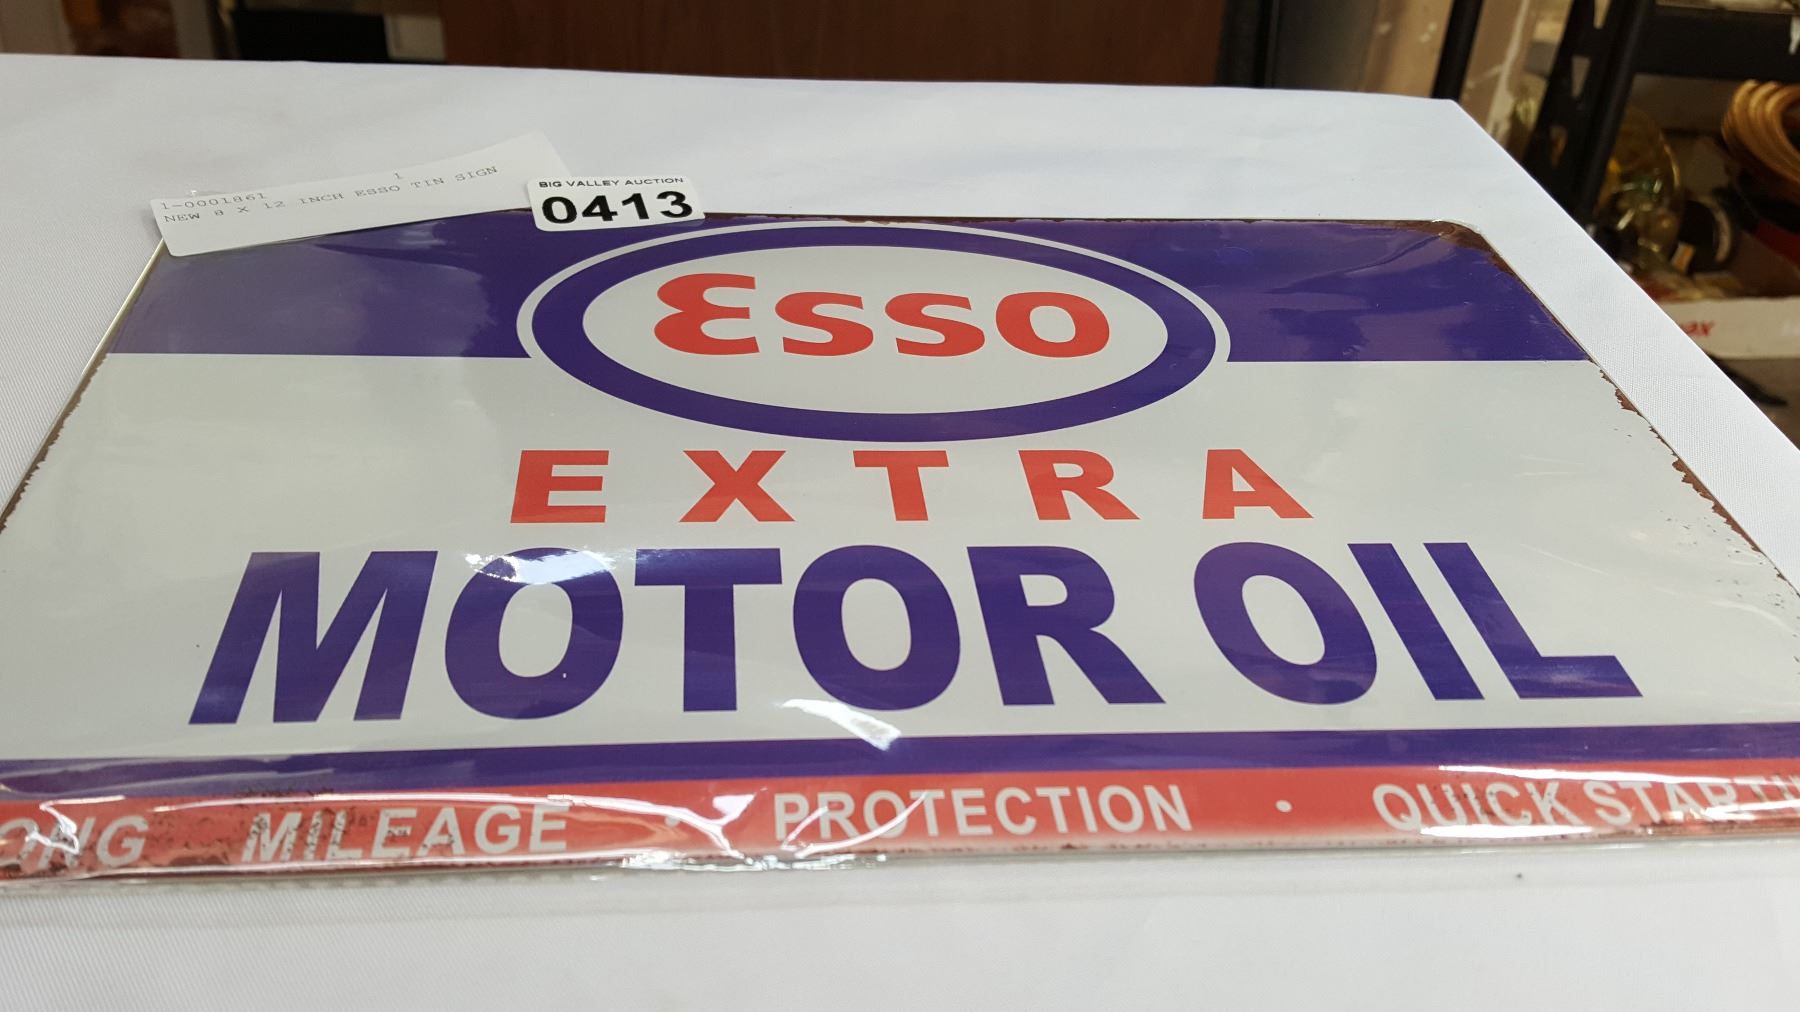 1
1-0001861
NEW 8 X 12 INCH ESSO TIN SIGN
BIG VALLEY AUCTION
0413
Esso
EXTRA
MOTOR OIL
MILEAGE • PROTECTION • QUICK